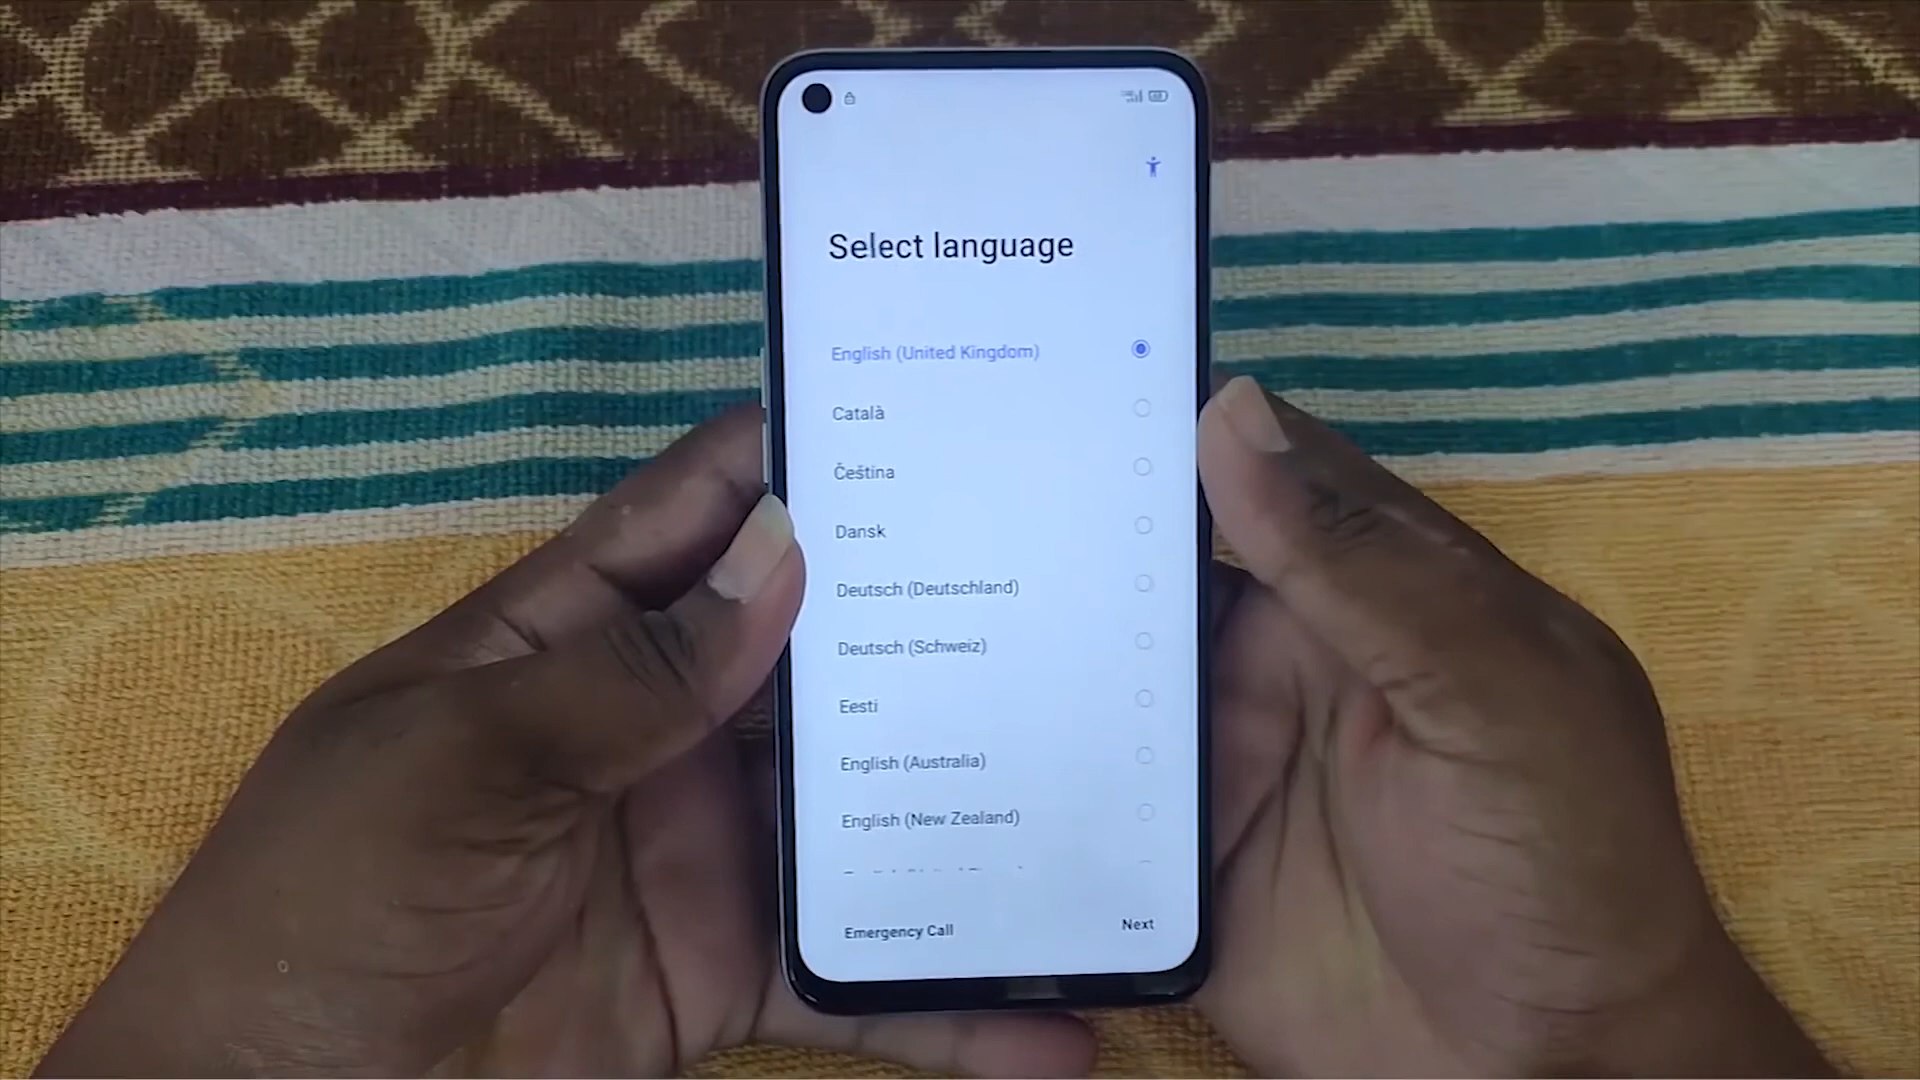 Select language
English (United Kingdom)
Català
Čeština
Dansk
Deutsch (Deutschland)
Deutsch (Schweiz)
Eesti
English (Australia)
English (New Zealand)
Emergency Call
Next